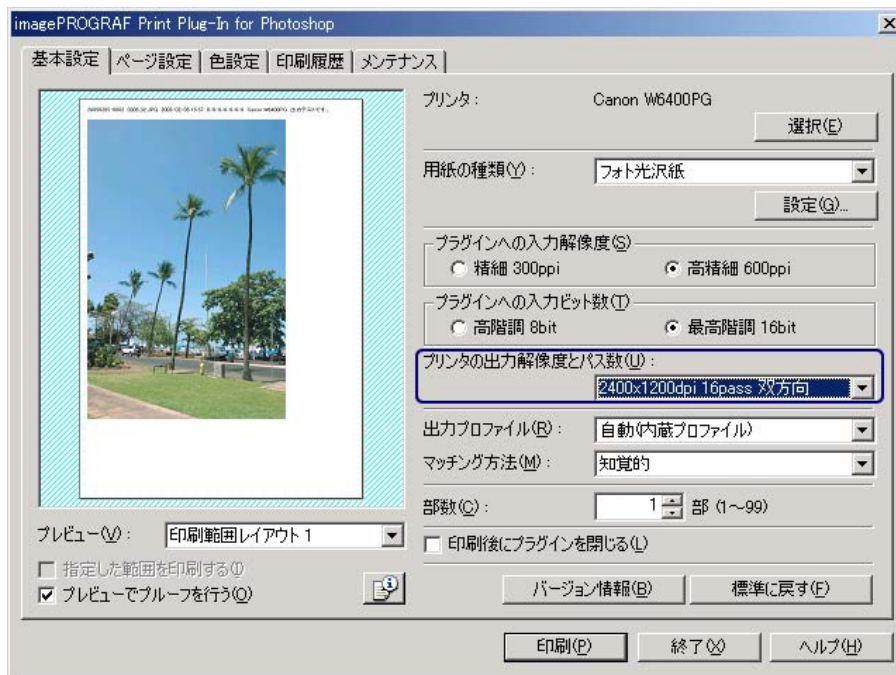 imagePROGRAF Print Plug-In for Photoshop
基本設定 ページ設定 色設定 印刷履歴 メンテナンス
プリンタ： Canon W6400PG
選択(E)
用紙の種類(Y)： フォト光沢紙
設定(G)...
プラグインへの入力解像度(S)
精細 300ppi 高精細 600ppi
プラグインへの入力ビット数(T)
高階調 8bit 最高階調 16bit
プリンタの出力解像度とパス数(U)：
2400x1200dpi 16pass 双方向
出力プロファイル(R)： 自動(内蔵プロファイル)
マッチング方法(M)： 知覚的
部数(C)： 1 部 (1～99)
プレビュー(V)： 印刷範囲レイアウト 1
印刷後にプラグインを閉じる(L)
指定した範囲を印刷する(I)
プレビューでプルーフを行う(O)
バージョン情報(B) 標準に戻す(F)
印刷(P) 終了(X) ヘルプ(H)